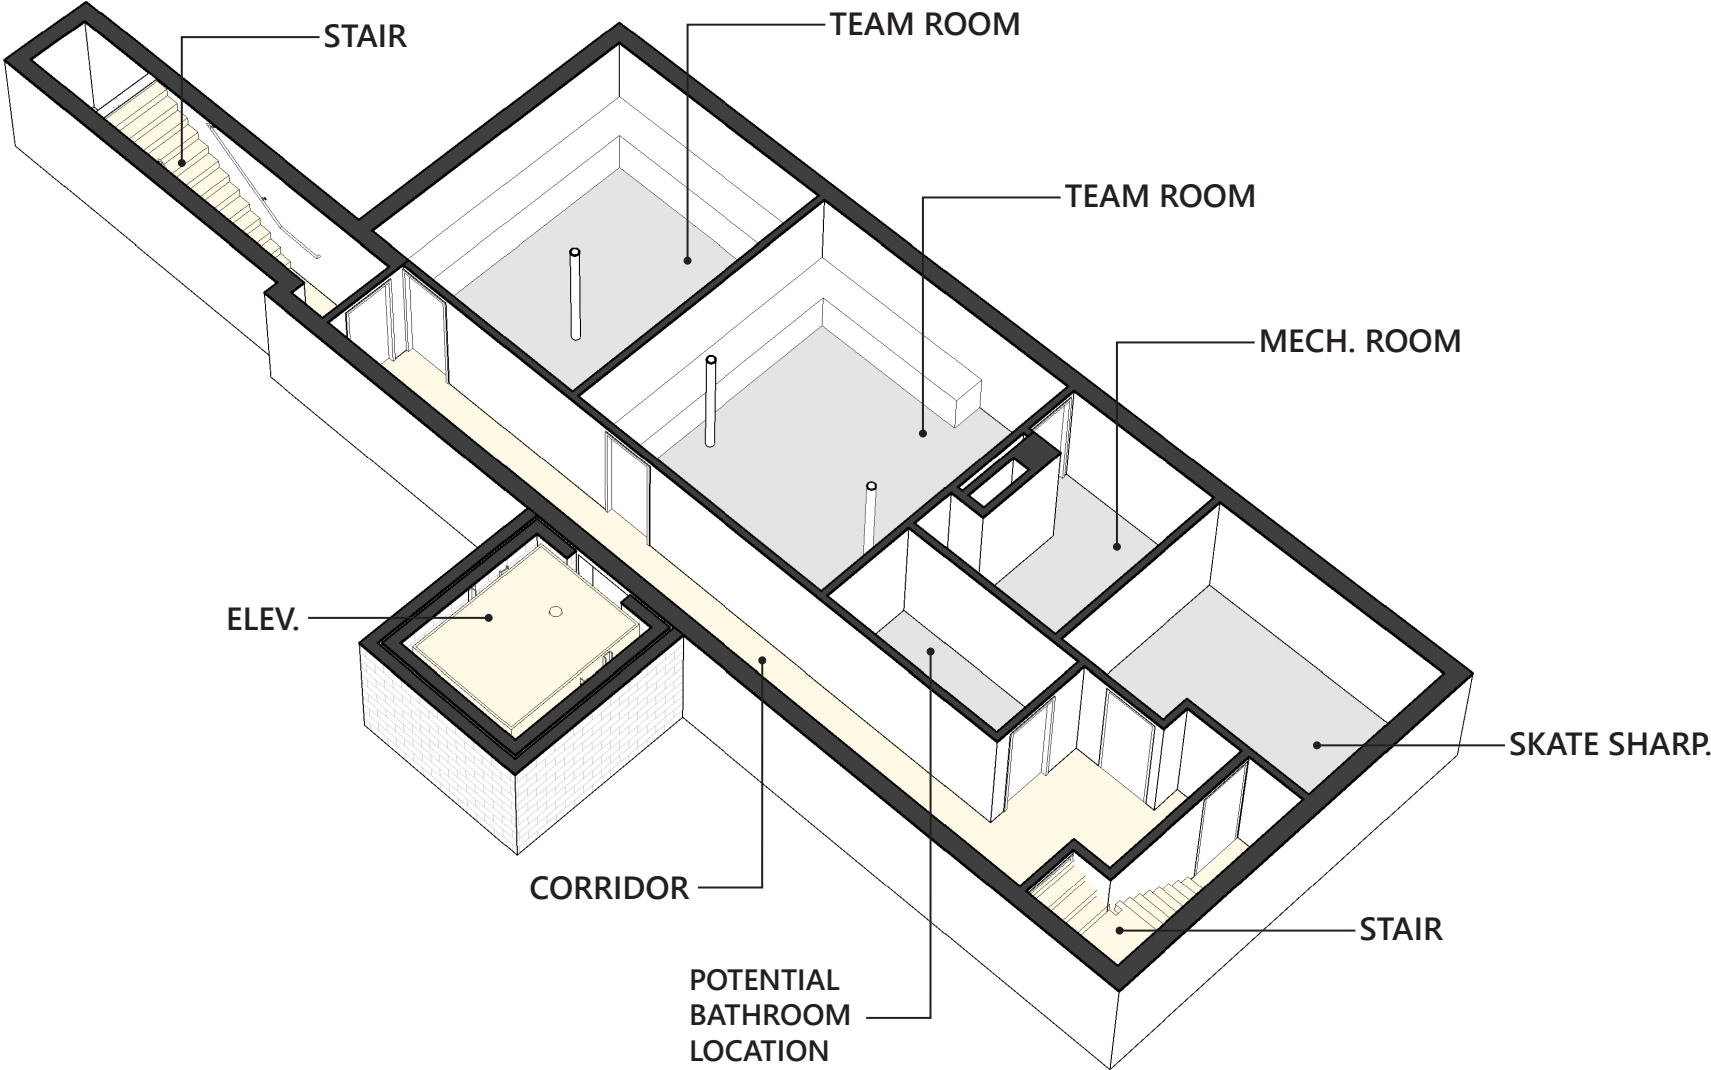 STAIR
TEAM ROOM
TEAM ROOM
MECH. ROOM
ELEV.
SKATE SHARP.
CORRIDOR
STAIR
POTENTIAL
BATHROOM
LOCATION